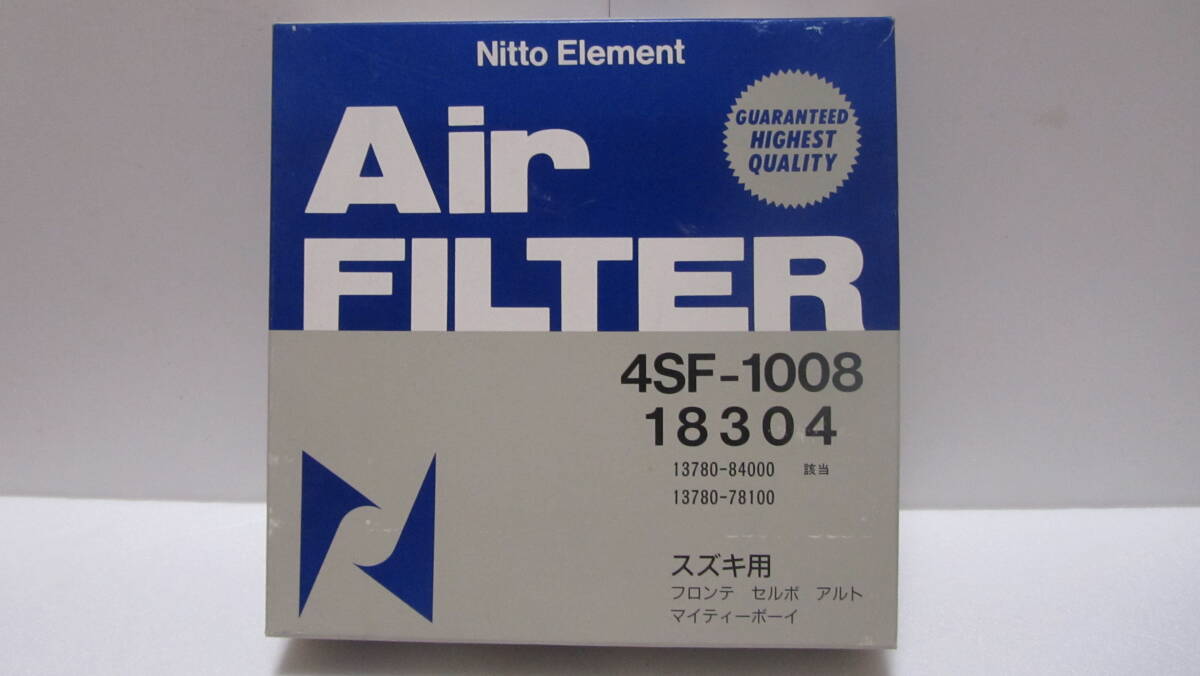 Nitto Element
Air
FILTER
GUARANTEED
HIGHEST
QUALITY
4SF-1008
18304
13780-84000 該当
13780-78100
スズキ用
フロンテ セルボ アルト
マイティーボーイ